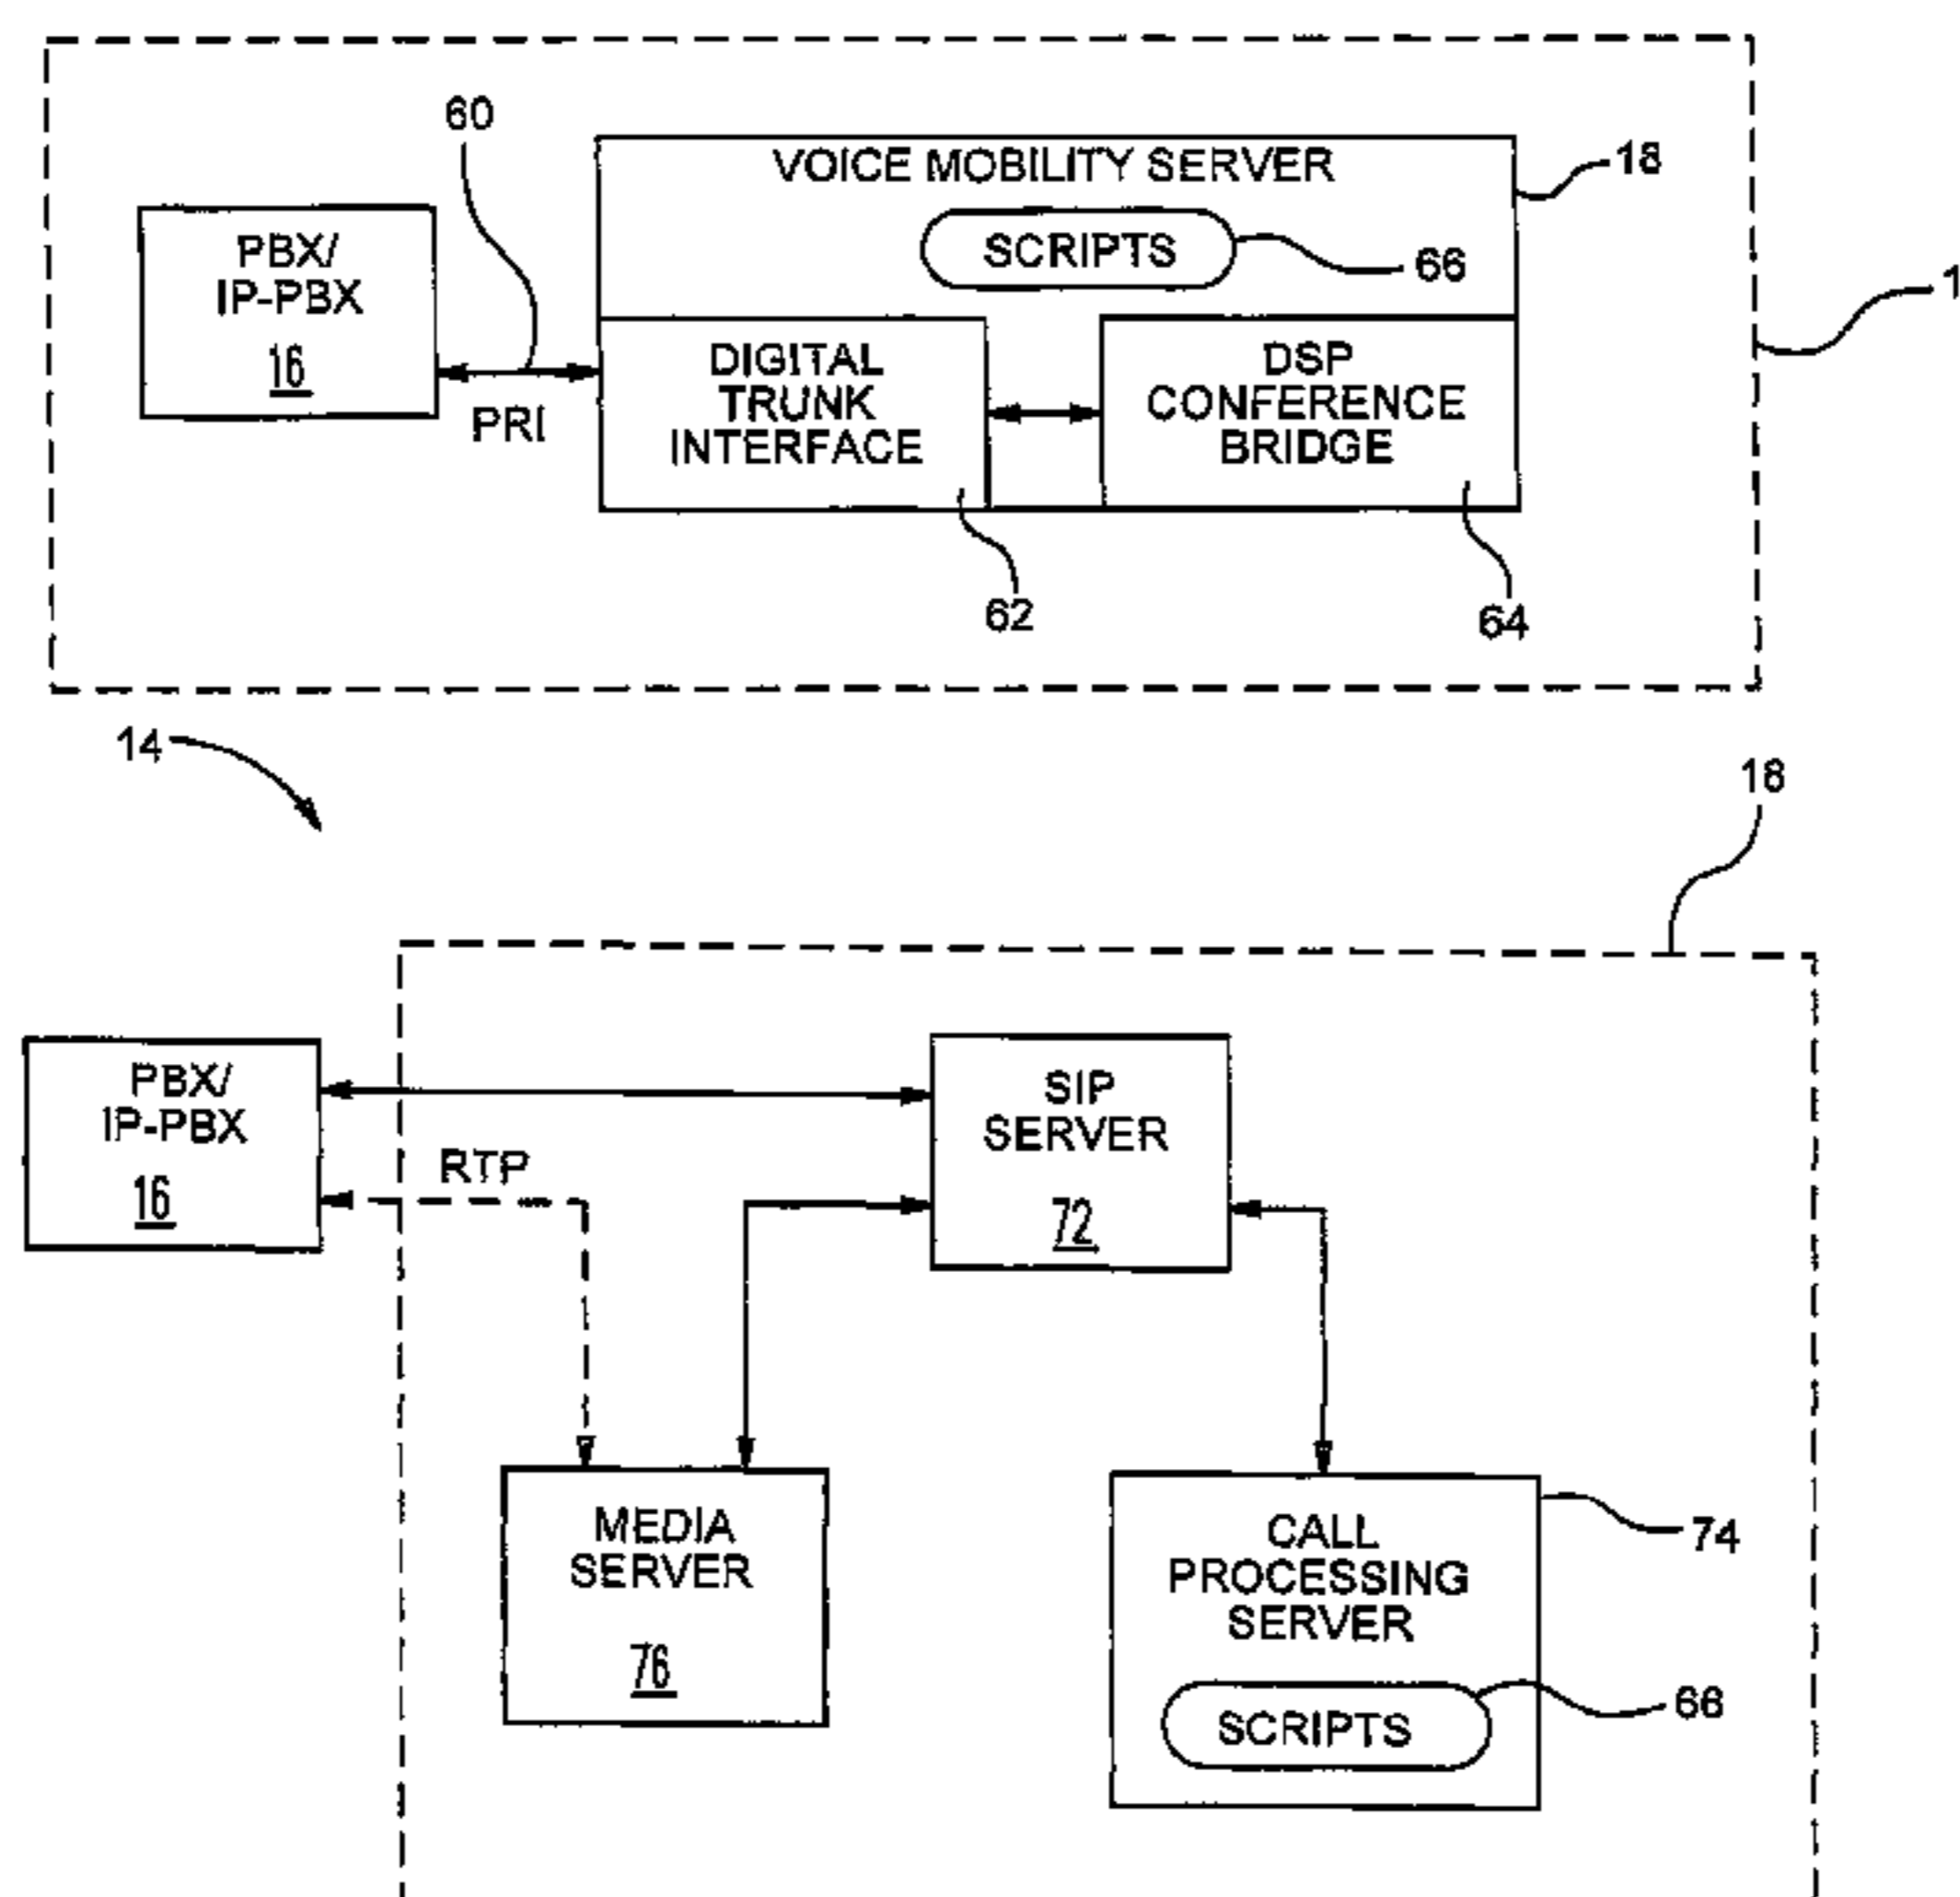 60
VOICE MOBILITY SERVER
18
PBX/
IP-PBX
16
SCRIPTS
66
1
PRI
DIGITAL
TRUNK
INTERFACE
DSP
CONFERENCE
BRIDGE
62
64
14
18
PBX/
IP-PBX
16
RTP
SIP
SERVER
72
MEDIA
SERVER
76
CALL
PROCESSING
SERVER
74
SCRIPTS
66